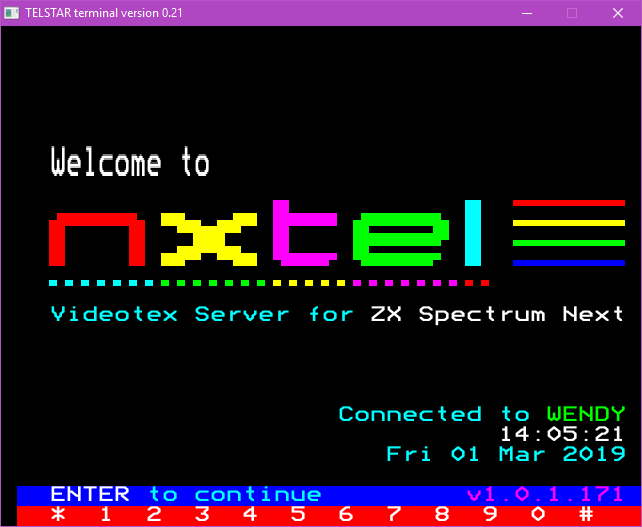 TELSTAR terminal version 0.21
Welcome to
nxtel
Videotex Server for ZX Spectrum Next
Connected to WENDY
14:05:21
Fri 01 Mar 2019
ENTER to continue v1.0.1.171
* 1 2 3 4 5 6 7 8 9 0 #